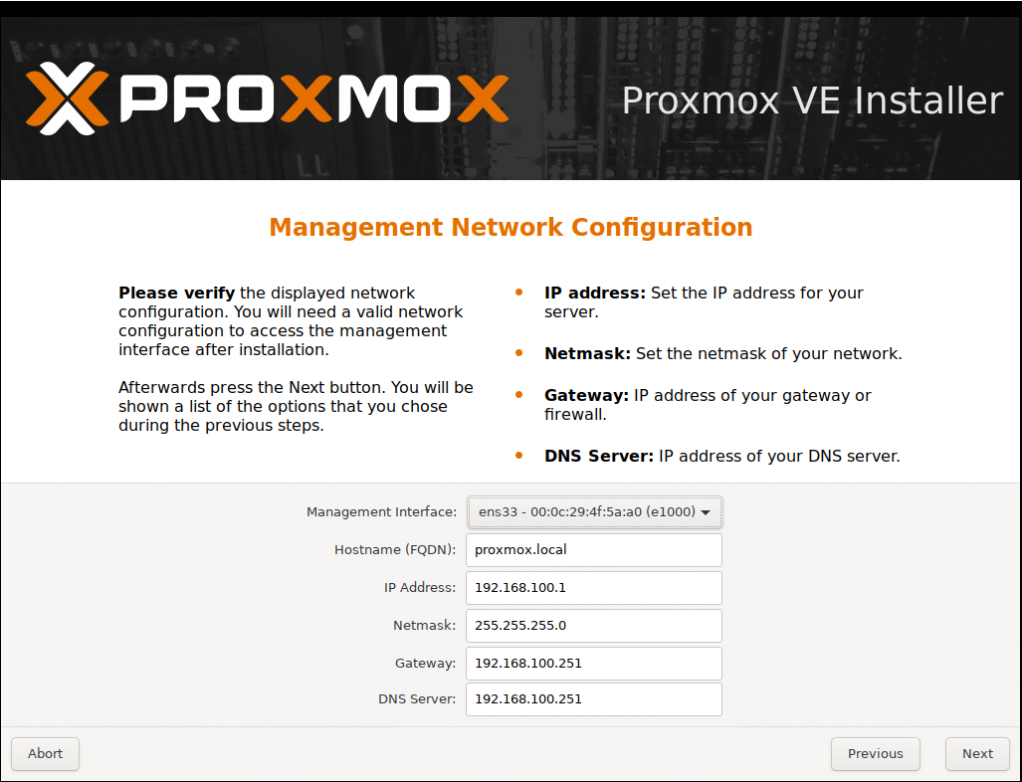 PROXMOX
Proxmox VE Installer
Management Network Configuration
Please verify the displayed network
configuration. You will need a valid network
configuration to access the management
interface after installation.
Afterwards press the Next button. You will be
shown a list of the options that you chose
during the previous steps.
• IP address: Set the IP address for your
server.
• Netmask: Set the netmask of your network.
• Gateway: IP address of your gateway or
firewall.
• DNS Server: IP address of your DNS server.
Management Interface: ens33 - 00:0c:29:4f:5a:a0 (e1000)
Hostname (FQDN): proxmox.local
IP Address: 192.168.100.1
Netmask: 255.255.255.0
Gateway: 192.168.100.251
DNS Server: 192.168.100.251
Abort Previous Next